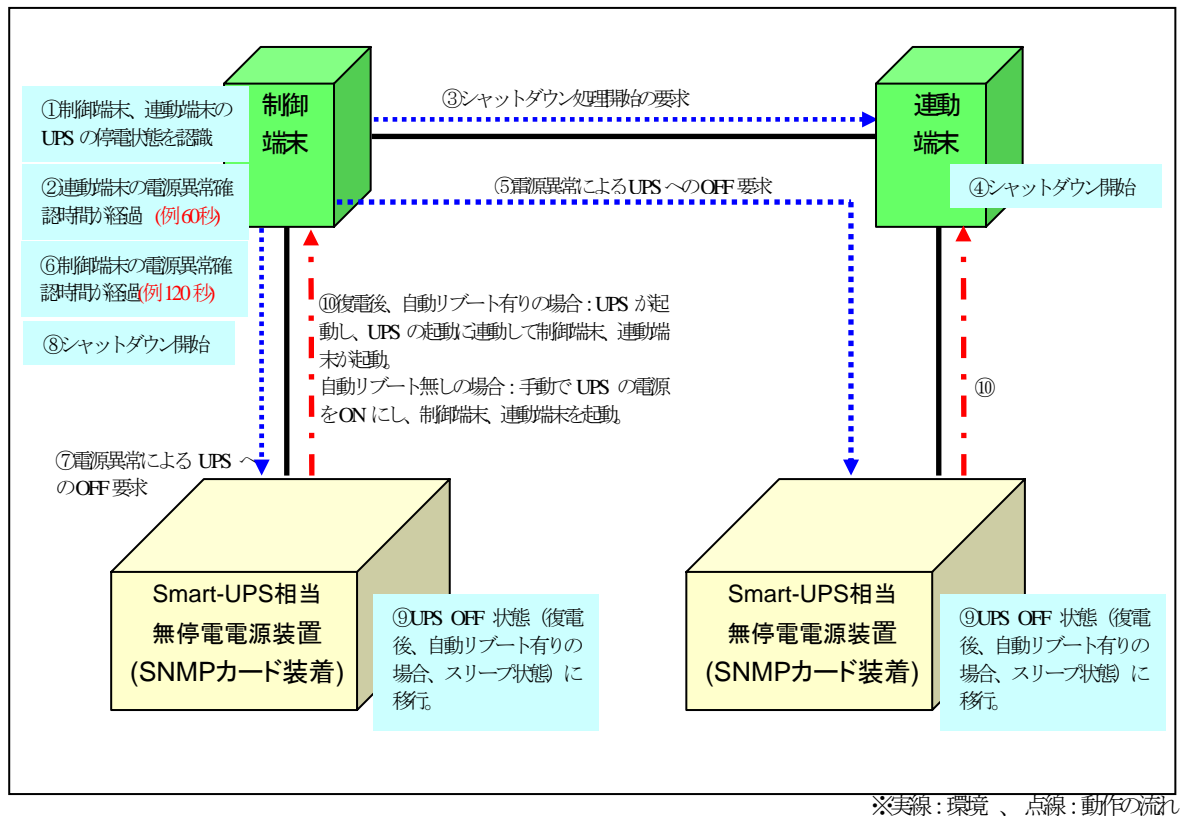 制御
端末
連動
端末
①制御端末、連動端末の
UPS の停電状態を認識
②連動端末の電源異常確
認時間が経過 (例60秒)
③シャットダウン処理開始の要求
④シャットダウン開始
⑤電源異常によるUPS へのOFF 要求
⑥制御端末の電源異常確
認時間が経過(例120 秒)
⑧シャットダウン開始
⑩復電後、自動リブート有りの場合：UPS が起
動し、UPS の起動に連動して制御端末、連動端
末が起動。
自動リブート無しの場合：手動で UPS の電源
をON にし、制御端末、連動端末を起動。
⑩
⑦電源異常による UPS へ
のOFF 要求
Smart-UPS相当
無停電電源装置
(SNMPカード装着)
⑨UPS OFF 状態（復電
後、自動リブート有りの
場合、スリープ状態）に
移行。
Smart-UPS相当
無停電電源装置
(SNMPカード装着)
⑨UPS OFF 状態（復電
後、自動リブート有りの
場合、スリープ状態）に
移行。
※実線：環境 、 点線：動作の流れ